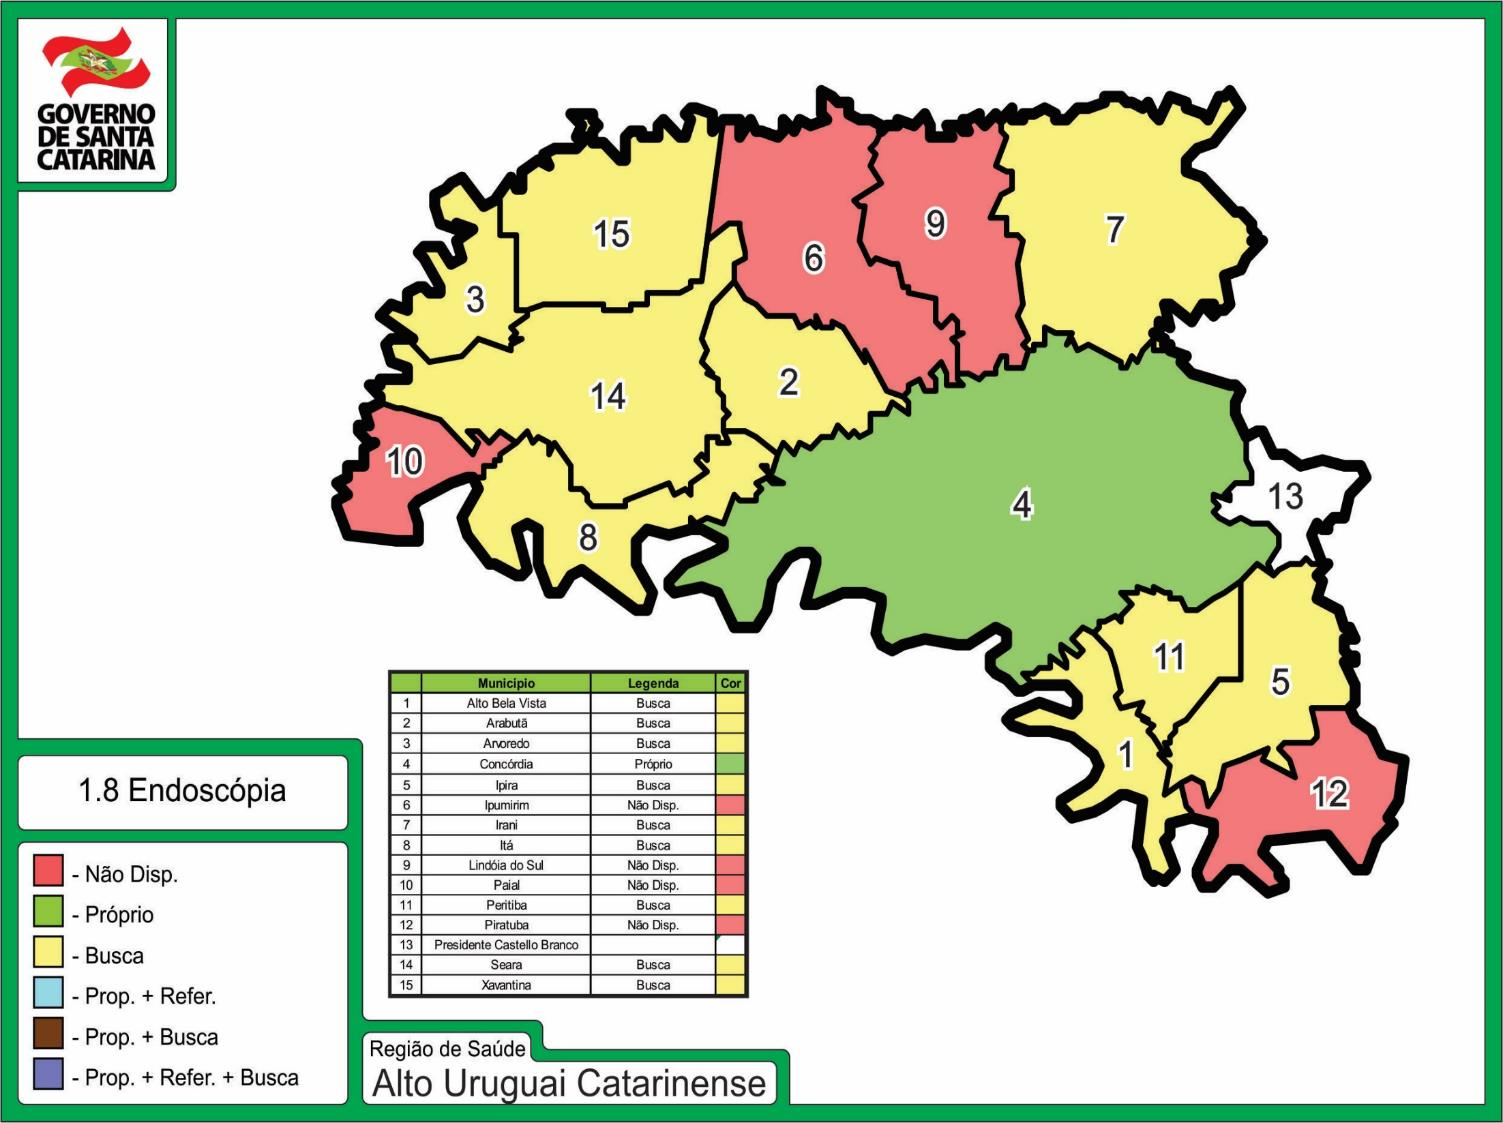 GOVERNO
DE SANTA
CATARINA
15
6
9
7
3
14
2
10
8
4
13
11
5
1
12
Municipio Legenda Cor
1 Alto Bela Vista Busca
2 Arabutã Busca
3 Arvoredo Busca
4 Concórdia Próprio
5 Ipira Busca
6 Ipumirim Não Disp.
7 Irani Busca
8 Itá Busca
9 Lindóia do Sul Não Disp.
10 Paial Não Disp.
11 Peritiba Busca
12 Piratuba Não Disp.
13 Presidente Castello Branco
14 Seara Busca
15 Xavantina Busca
1.8 Endoscópia
- Não Disp.
- Próprio
- Busca
- Prop. + Refer.
- Prop. + Busca
- Prop. + Refer. + Busca
Região de Saúde
Alto Uruguai Catarinense